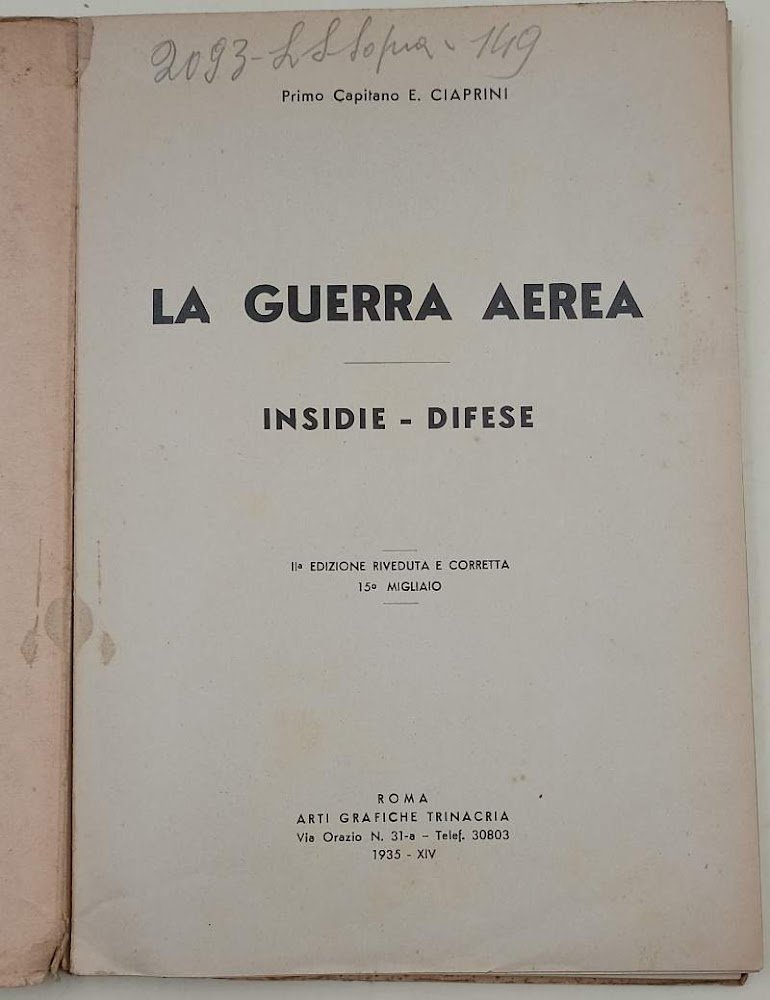 2093 - 149
Primo Capitano E. CIAPRINI
LA GUERRA AEREA
INSIDIE - DIFESE
IIª EDIZIONE RIVEDUTA E CORRETTA
15º MIGLIAIO
ROMA
ARTI GRAFICHE TRINACRIA
Via Orazio N. 31-a – Telef. 30803
1935 - XIV